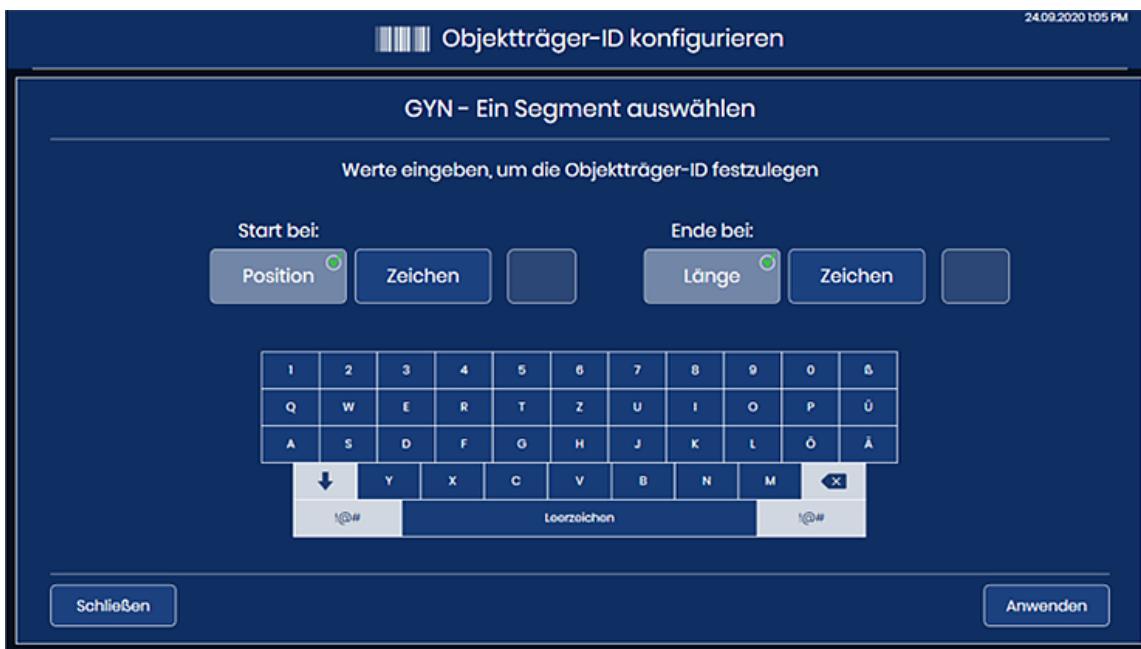 24.09.2020 1:05 PM
Objektträger-ID konfigurieren
GYN - Ein Segment auswählen
Werte eingeben, um die Objektträger-ID festzulegen
Start bei: Ende bei:
Position Zeichen Länge Zeichen
1 2 3 4 5 6 7 8 9 0 ß
Q W E R T Z U I O P Ü
A S D F G H J K L Ö Ä
Y X C V B N M
!@# Leerzeichen !@#
Schließen Anwenden